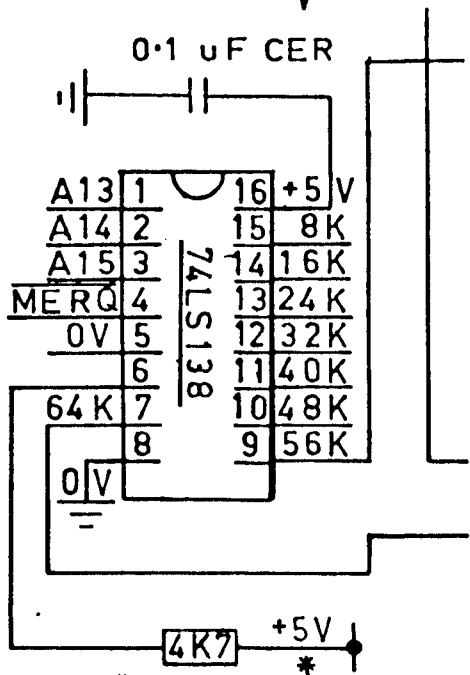 0.1 uF CER
A13 1 16 +5 V
A14 2 15 8K
A15 3 14 16K
MERQ 4 13 24K
0V 5 12 32K
6 11 40K
64K 7 10 48K
8 9 56K
74LS138
0V
4K7 +5V
*